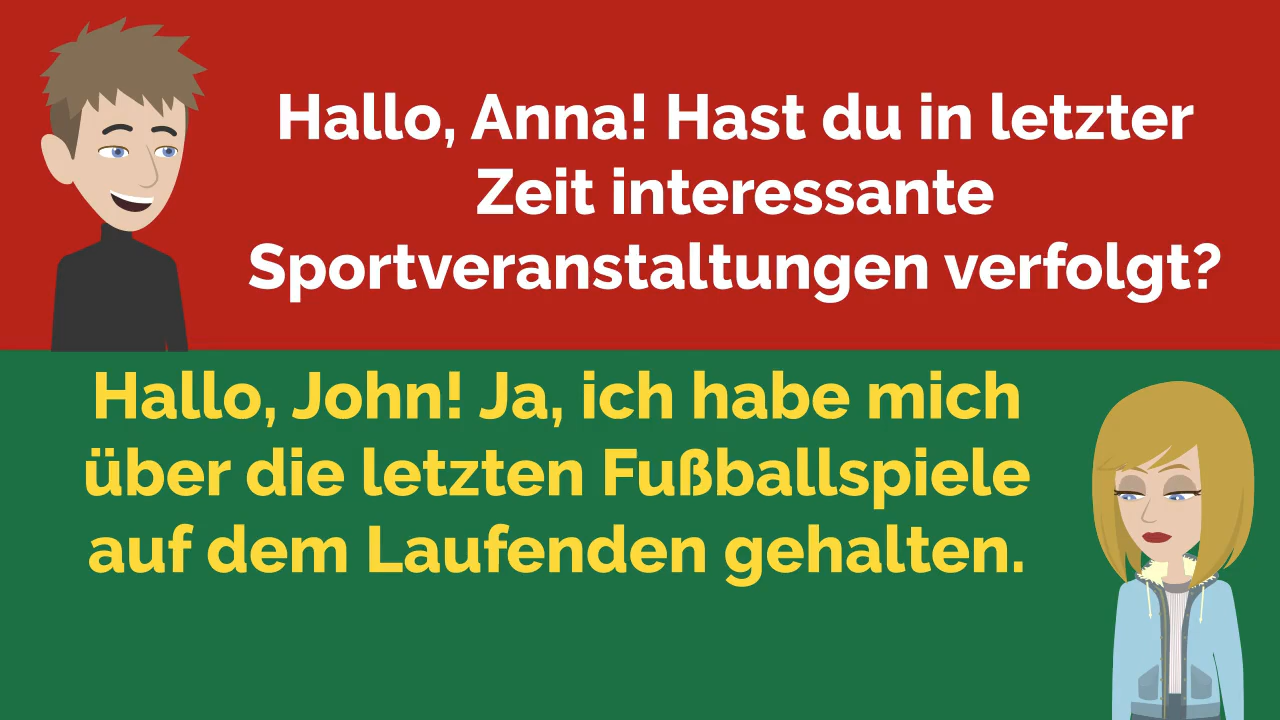 Hallo, Anna! Hast du in letzter
Zeit interessante
Sportveranstaltungen verfolgt?
Hallo, John! Ja, ich habe mich
über die letzten Fußballspiele
auf dem Laufenden gehalten.